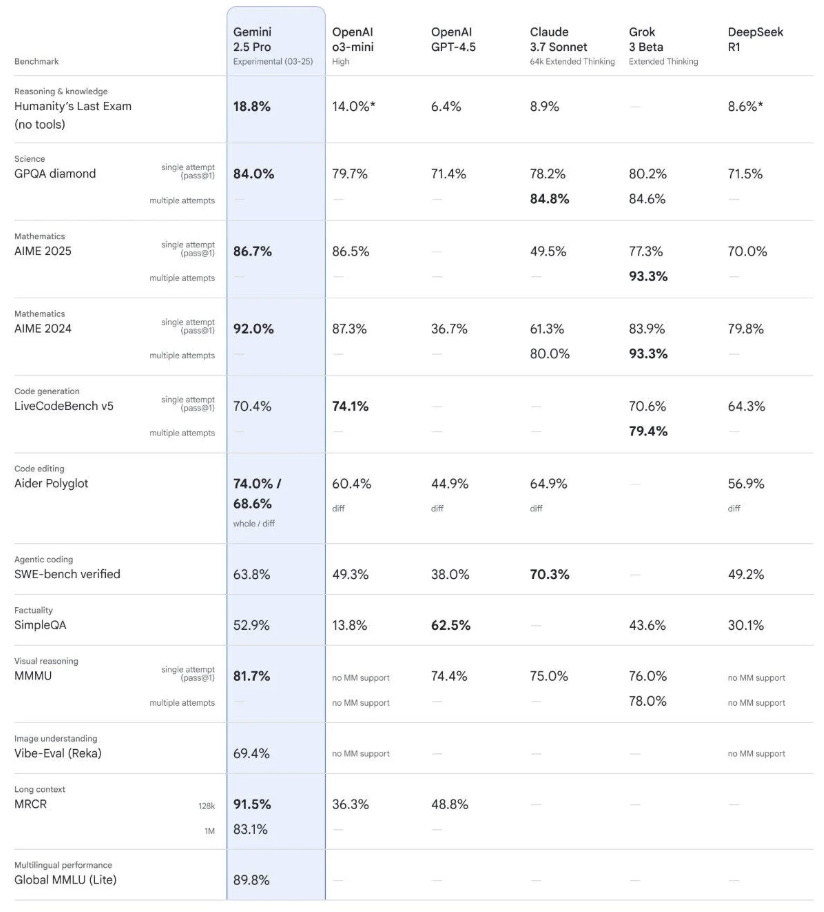 Benchmark
Gemini 2.5 Pro Experimental (03-25)
OpenAI o3-mini High
OpenAI GPT-4.5
Claude 3.7 Sonnet 64k Extended Thinking
Grok 3 Beta Extended Thinking
DeepSeek R1
Reasoning & knowledge
Humanity's Last Exam 18.8% 14.0%* 6.4% 8.9% — 8.6%*
(no tools)
Science
GPQA diamond single attempt (pass@1) 84.0% 79.7% 71.4% 78.2% 80.2% 71.5%
multiple attempts — — — 84.8% 84.6% —
Mathematics
AIME 2025 single attempt (pass@1) 86.7% 86.5% — 49.5% 77.3% 70.0%
multiple attempts — — — — 93.3% —
Mathematics
AIME 2024 single attempt (pass@1) 92.0% 87.3% 36.7% 61.3% 83.9% 79.8%
multiple attempts — — — 80.0% 93.3% —
Code generation
LiveCodeBench v5 single attempt (pass@1) 70.4% 74.1% — — 70.6% 64.3%
multiple attempts — — — — 79.4% —
Code editing
Aider Polyglot 74.0% / 60.4% 44.9% 64.9% — 56.9%
68.6% diff diff diff diff
whole / diff
Agentic coding
SWE-bench verified 63.8% 49.3% 38.0% 70.3% — 49.2%
Factuality
SimpleQA 52.9% 13.8% 62.5% — 43.6% 30.1%
Visual reasoning
MMMU single attempt (pass@1) 81.7% no MM support 74.4% 75.0% 76.0% no MM support
multiple attempts — no MM support — — 78.0% no MM support
Image understanding
Vibe-Eval (Reka) 69.4% no MM support — — — no MM support
Long context
MRCR 128k 91.5% 36.3% 48.8% — — —
1M 83.1% — — — — —
Multilingual performance
Global MMLU (Lite) 89.8% — — — — —